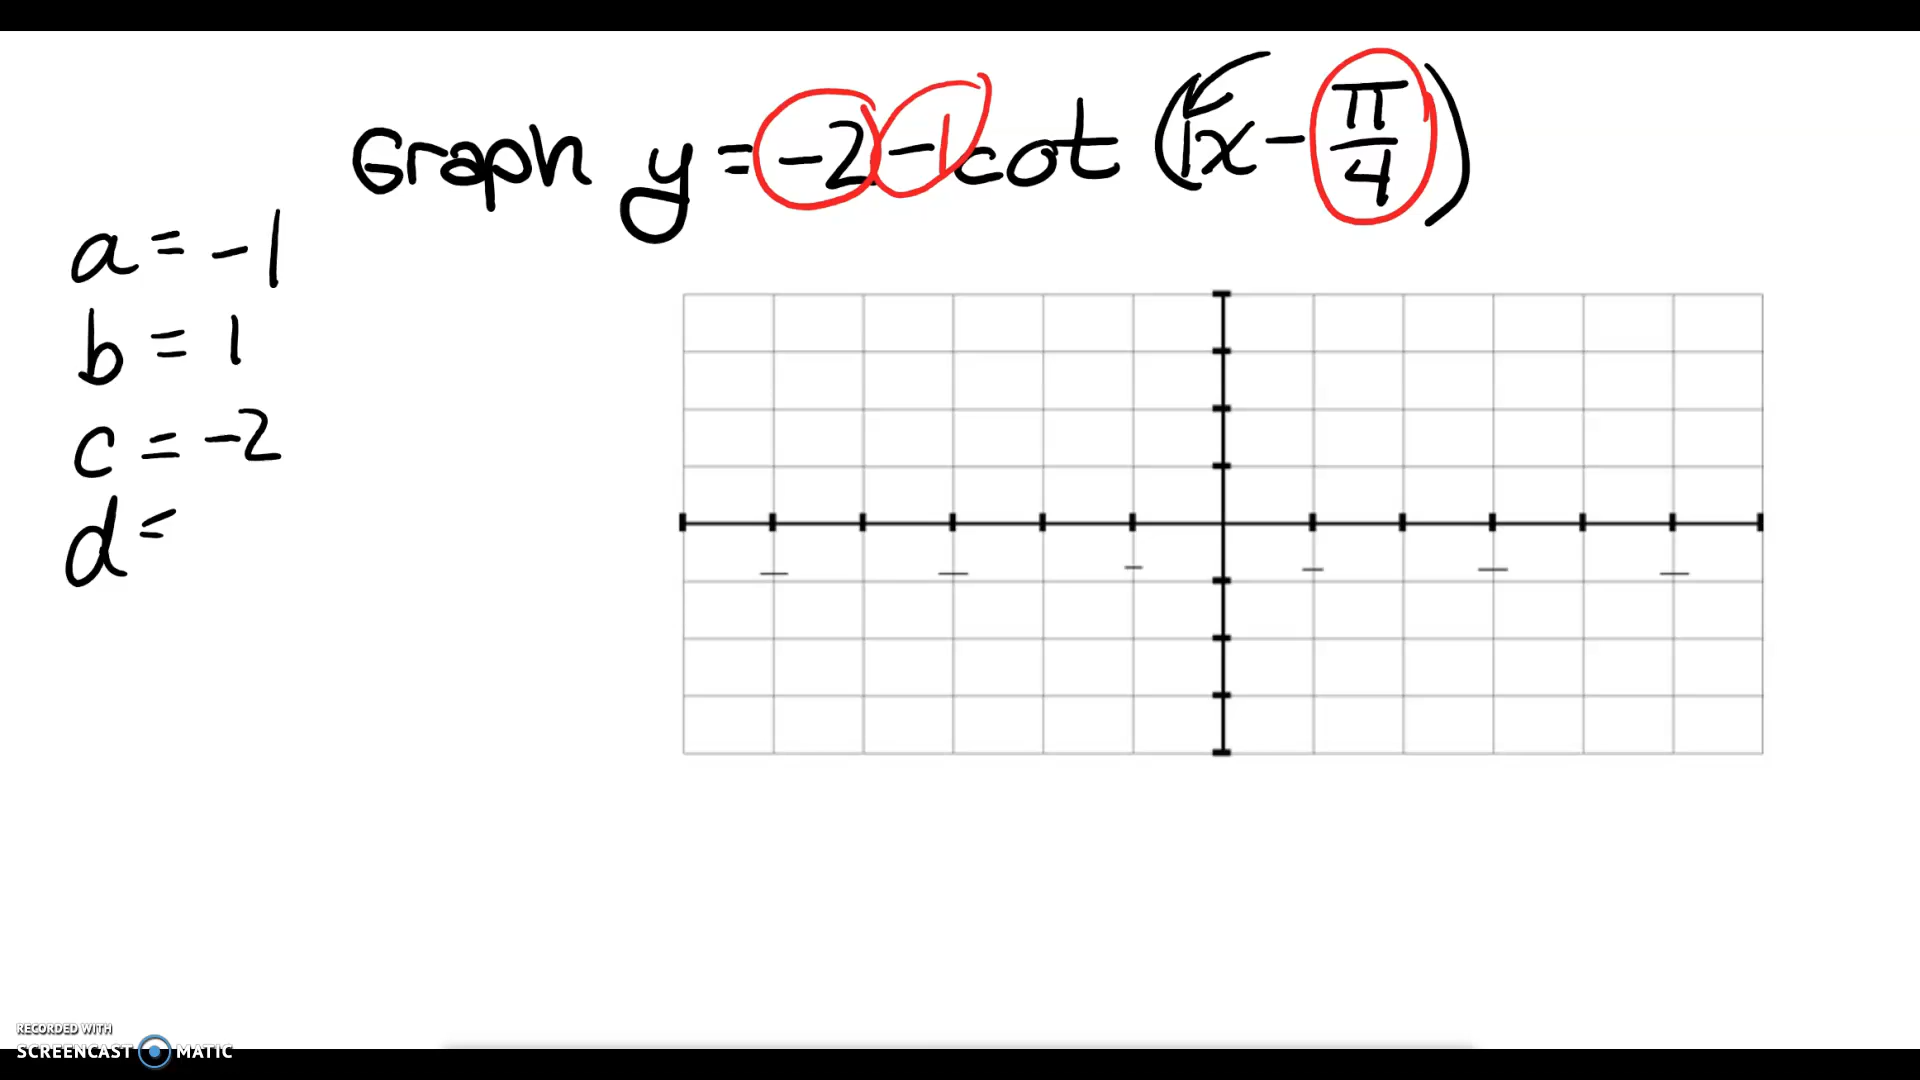 Graph y = -2 -1cot (1x - π/4)
a = -1
b = 1
c = -2
d =
RECORDED WITH
SCREENCAST MATIC